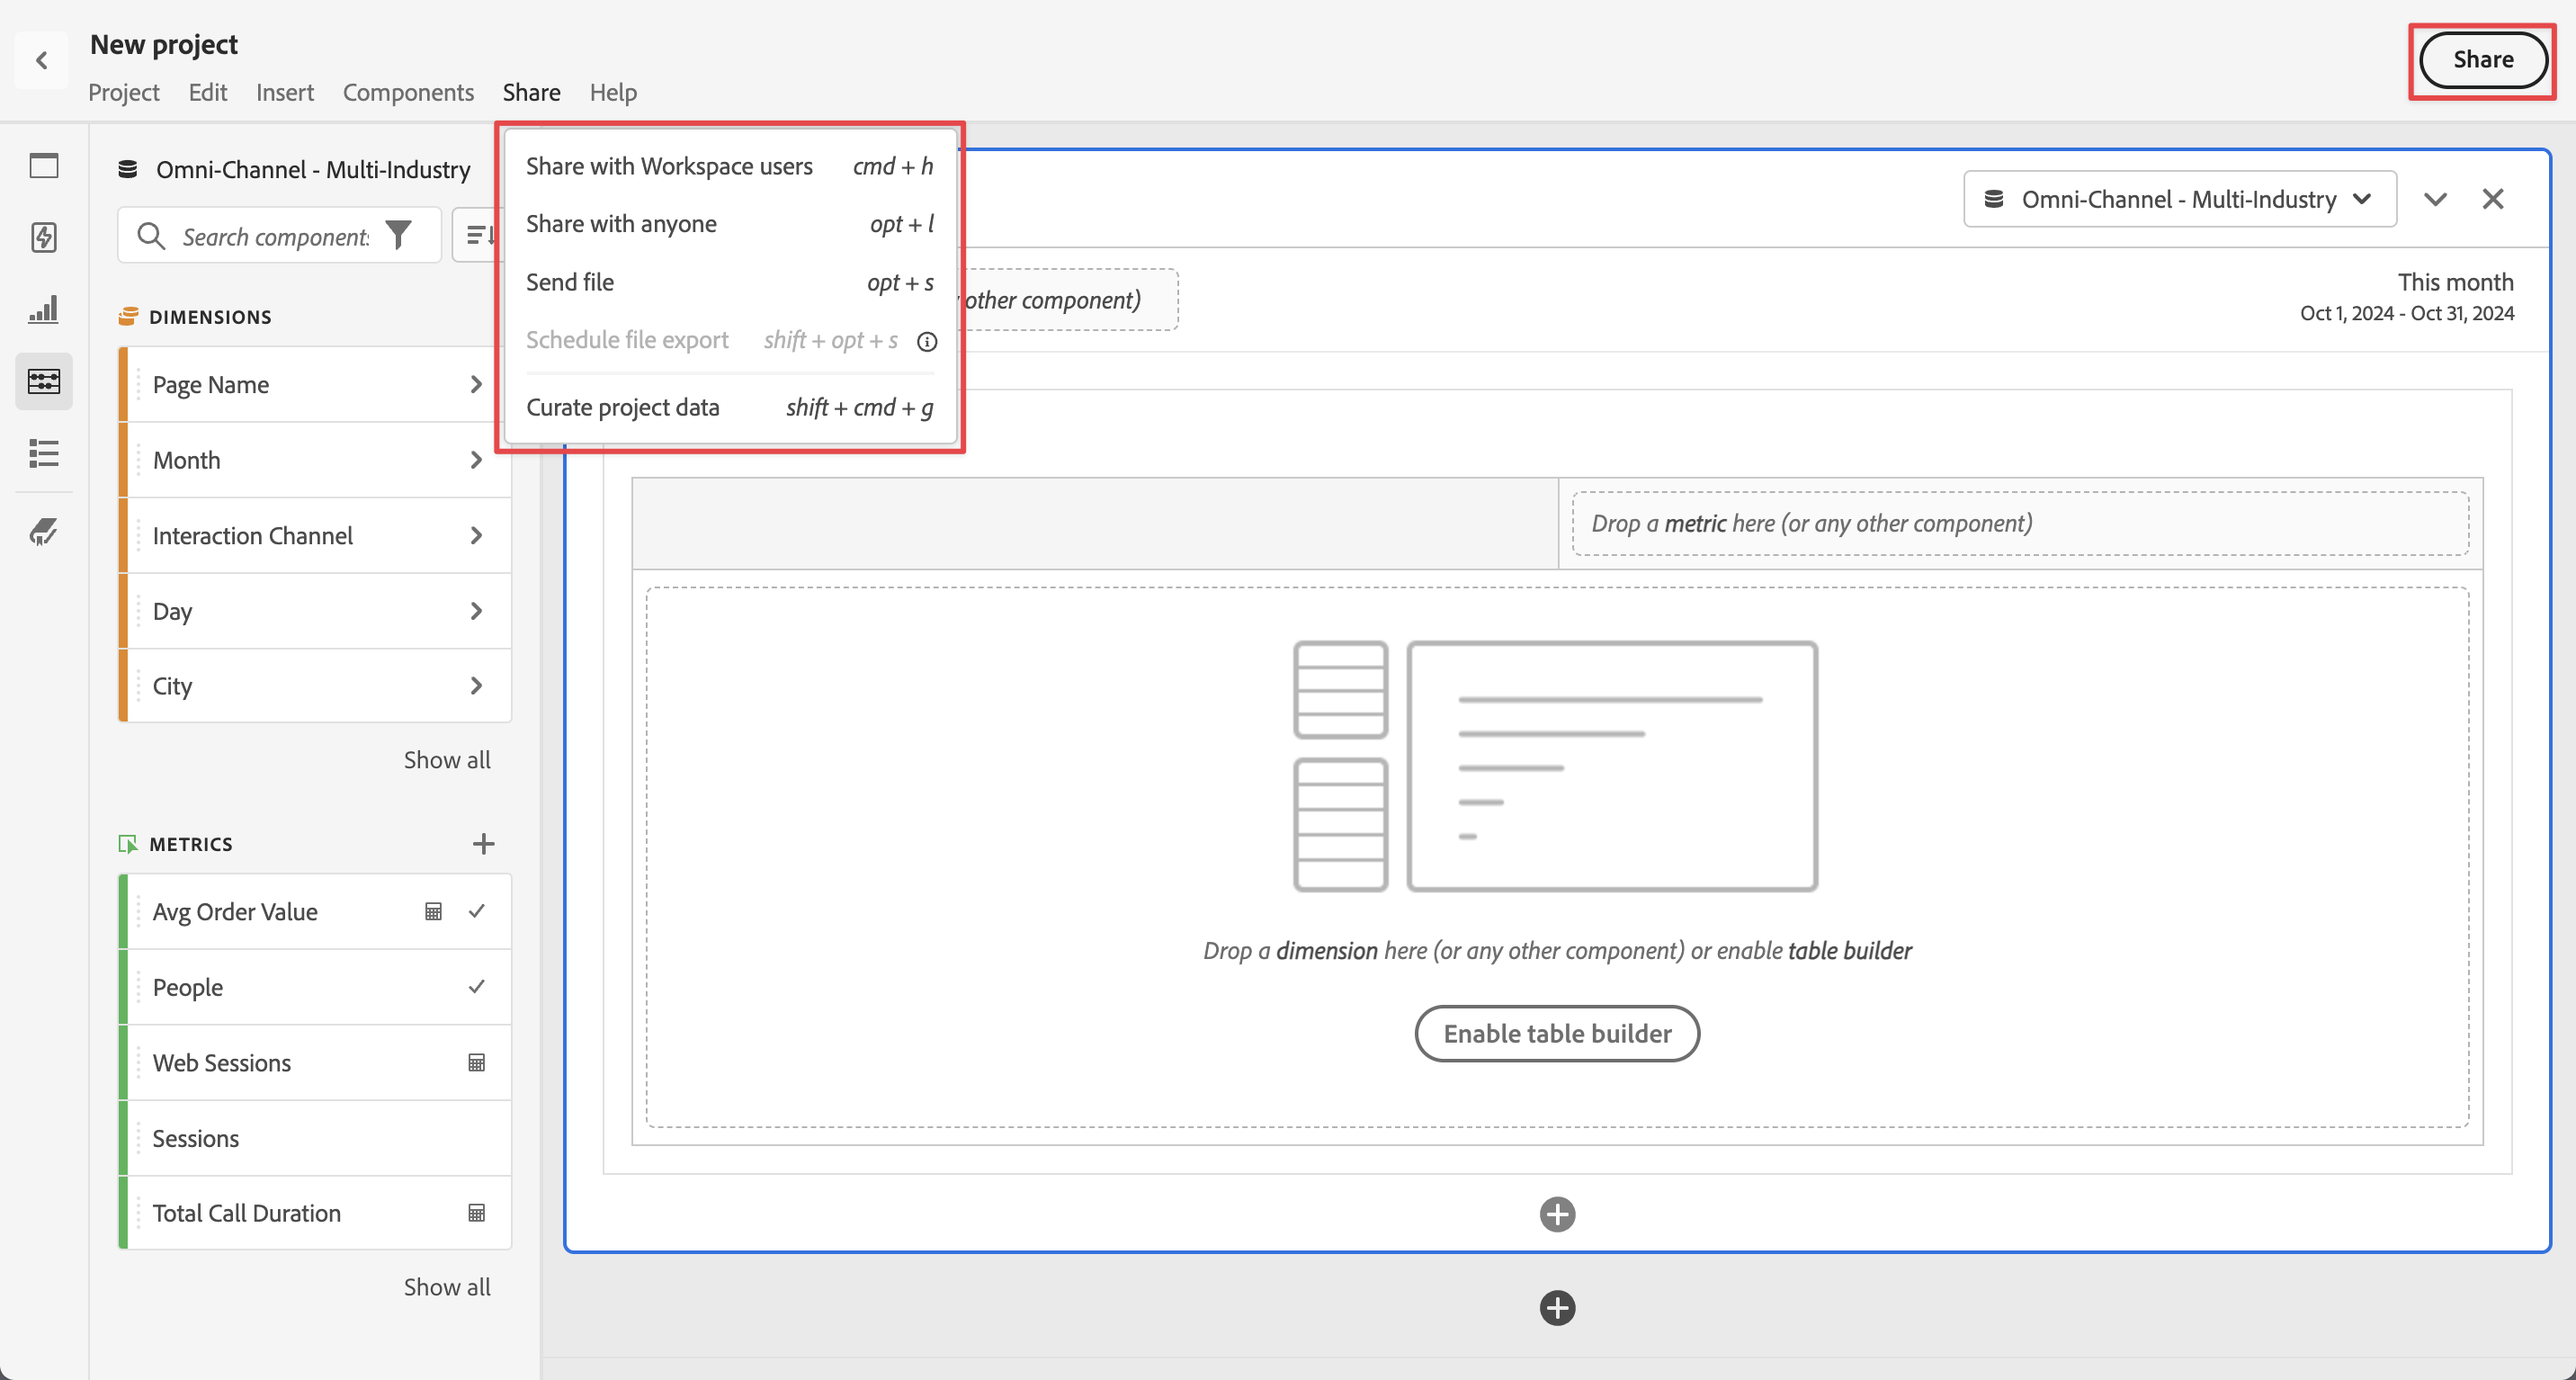 New project
Share
Project Edit Insert Components Share Help
Omni-Channel - Multi-Industry
Search component
DIMENSIONS
Page Name
Month
Interaction Channel
Day
City
Show all
METRICS
Avg Order Value
People
Web Sessions
Sessions
Total Call Duration
Show all
Share with Workspace users cmd + h
Share with anyone opt + l
Send file opt + s
Schedule file export shift + opt + s
Curate project data shift + cmd + g
Omni-Channel - Multi-Industry
other component)
This month
Oct 1, 2024 - Oct 31, 2024
Drop a metric here (or any other component)
Drop a dimension here (or any other component) or enable table builder
Enable table builder